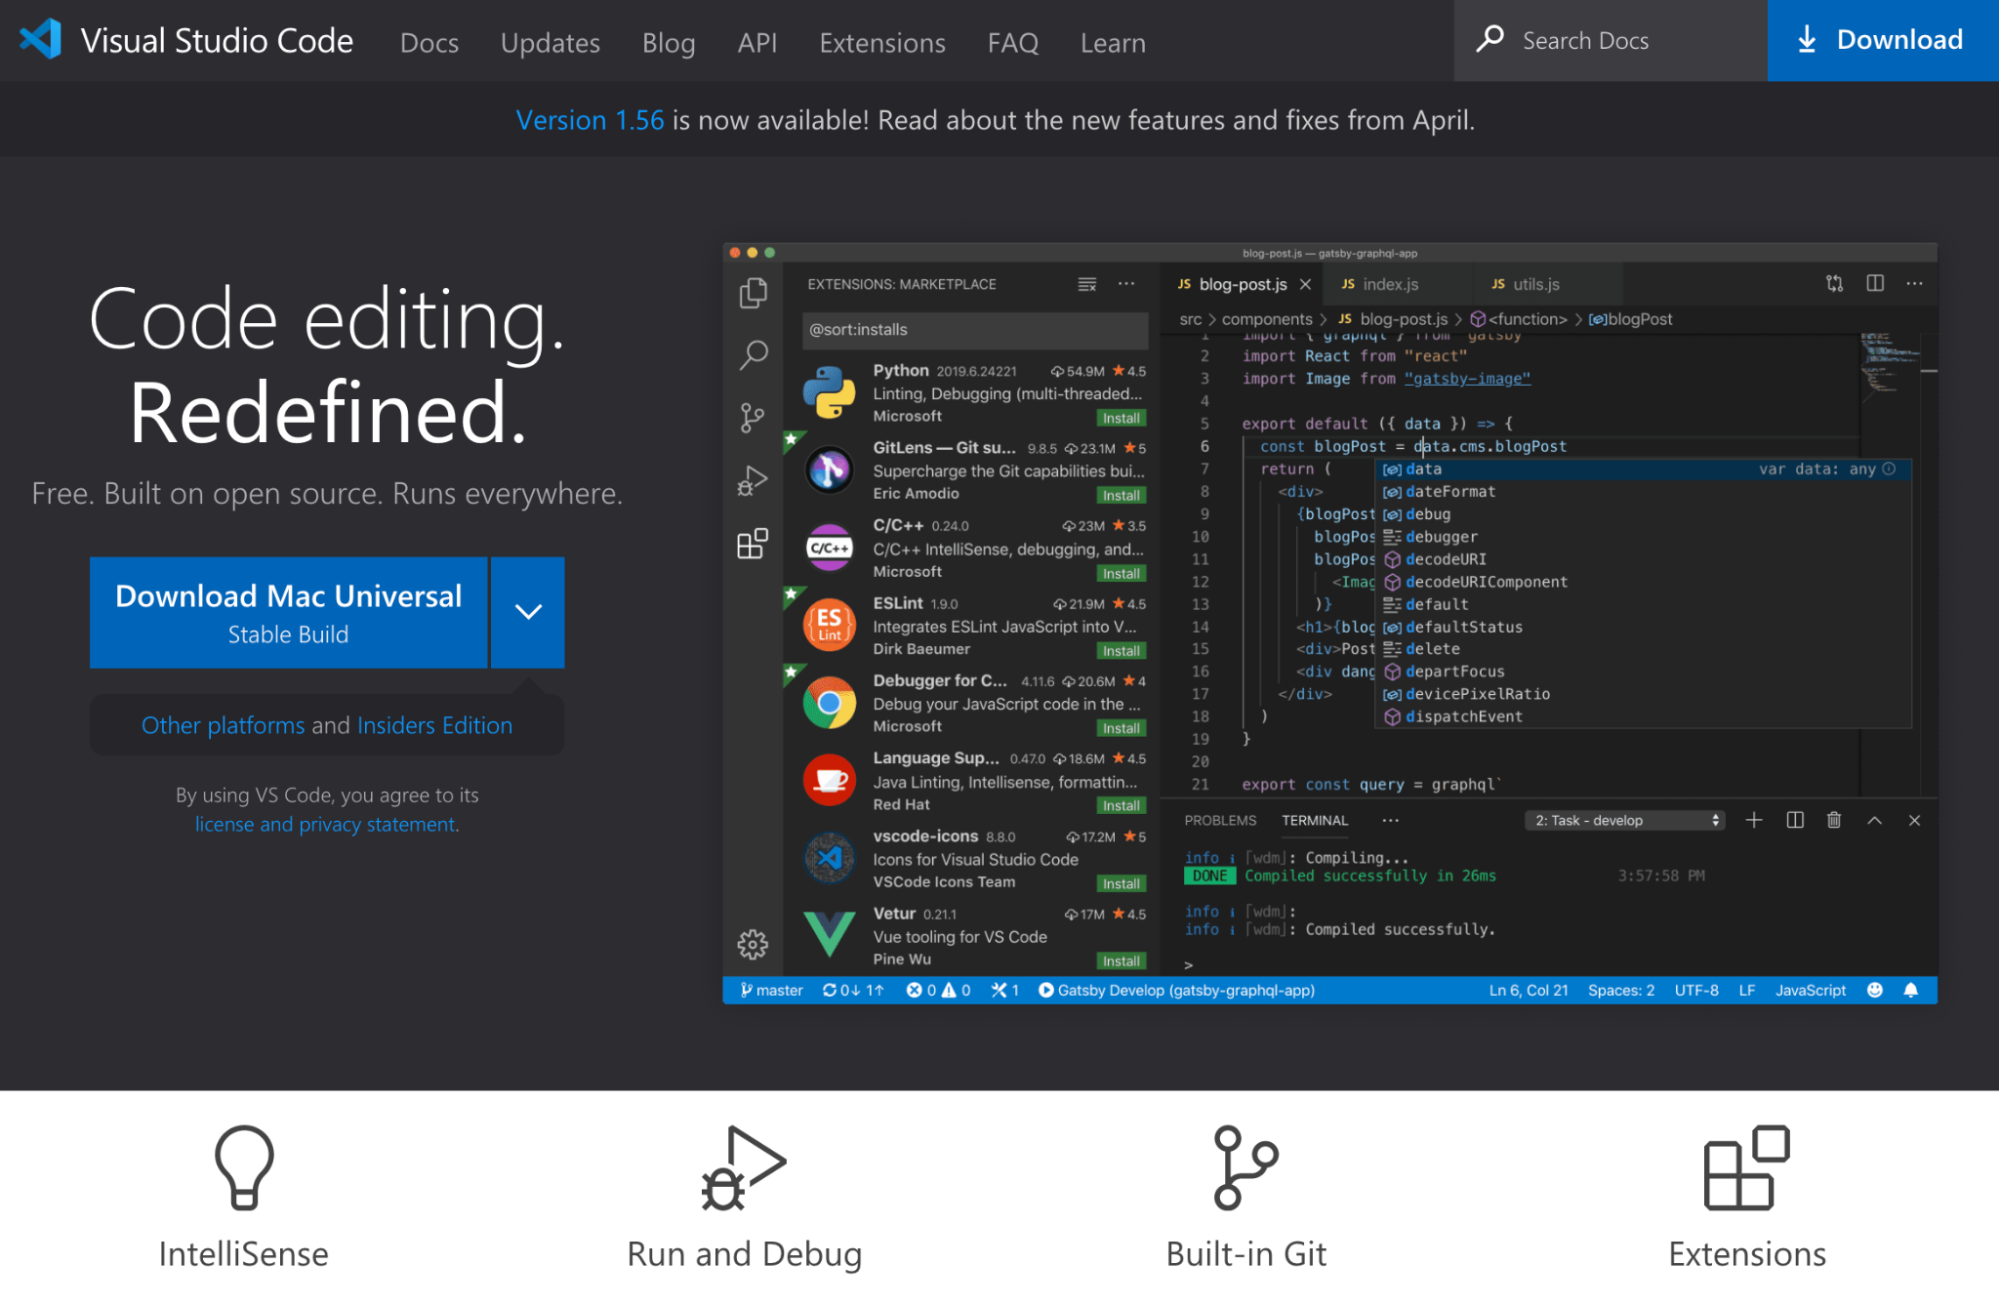 Visual Studio Code Docs Updates Blog API Extensions FAQ Learn Search Docs Download
Version 1.56 is now available! Read about the new features and fixes from April.
Code editing.
Redefined.
Free. Built on open source. Runs everywhere.
Download Mac Universal
Stable Build
Other platforms and Insiders Edition
By using VS Code, you agree to its
license and privacy statement.
blog-post.js — gatsby-graphql-app
EXTENSIONS: MARKETPLACE
@sort:installs
Python 2019.6.24221 54.9M ★ 4.5
Linting, Debugging (multi-threaded...
Microsoft Install
GitLens — Git su... 9.8.5 23.1M ★ 5
Supercharge the Git capabilities bui...
Eric Amodio Install
C/C++
C/C++ 0.24.0 23M ★ 3.5
C/C++ IntelliSense, debugging, and...
Microsoft Install
ES
Lint
ESLint 1.9.0 21.9M ★ 4.5
Integrates ESLint JavaScript into V...
Dirk Baeumer Install
Debugger for C... 4.11.6 20.6M ★ 4
Debug your JavaScript code in the ...
Microsoft Install
Language Sup... 0.47.0 18.6M ★ 4.5
Java Linting, Intellisense, formattin...
Red Hat Install
vscode-icons 8.8.0 17.2M ★ 5
Icons for Visual Studio Code
VSCode Icons Team Install
Vetur 0.21.1 17M ★ 4.5
Vue tooling for VS Code
Pine Wu Install
JS blog-post.js JS index.js JS utils.js
src > components > JS blog-post.js > <function> > blogPost
1 import { graphql } from "gatsby"
2 import React from "react"
3 import Image from "gatsby-image"
4
5 export default ({ data }) => {
6 const blogPost = data.cms.blogPost
7 return (
8 <div>
9 {blogPost
10 blogPos
11 blogPos
12 <Imag
13 )}
14 <h1>{blog
15 <div>Post
16 <div dang
17 </div>
18 )
19 }
20
21 export const query = graphql`
data var data: any
dateFormat
debug
debugger
decodeURI
decodeURIComponent
default
defaultStatus
delete
departFocus
devicePixelRatio
dispatchEvent
PROBLEMS TERMINAL ... 2: Task - develop
info i ｢wdm｣: Compiling...
DONE Compiled successfully in 26ms 3:57:58 PM
info i ｢wdm｣:
info i ｢wdm｣: Compiled successfully.
>
master 0↓ 1↑ 0 0 1 Gatsby Develop (gatsby-graphql-app) Ln 6, Col 21 Spaces: 2 UTF-8 LF JavaScript
IntelliSense
Run and Debug
Built-in Git
Extensions